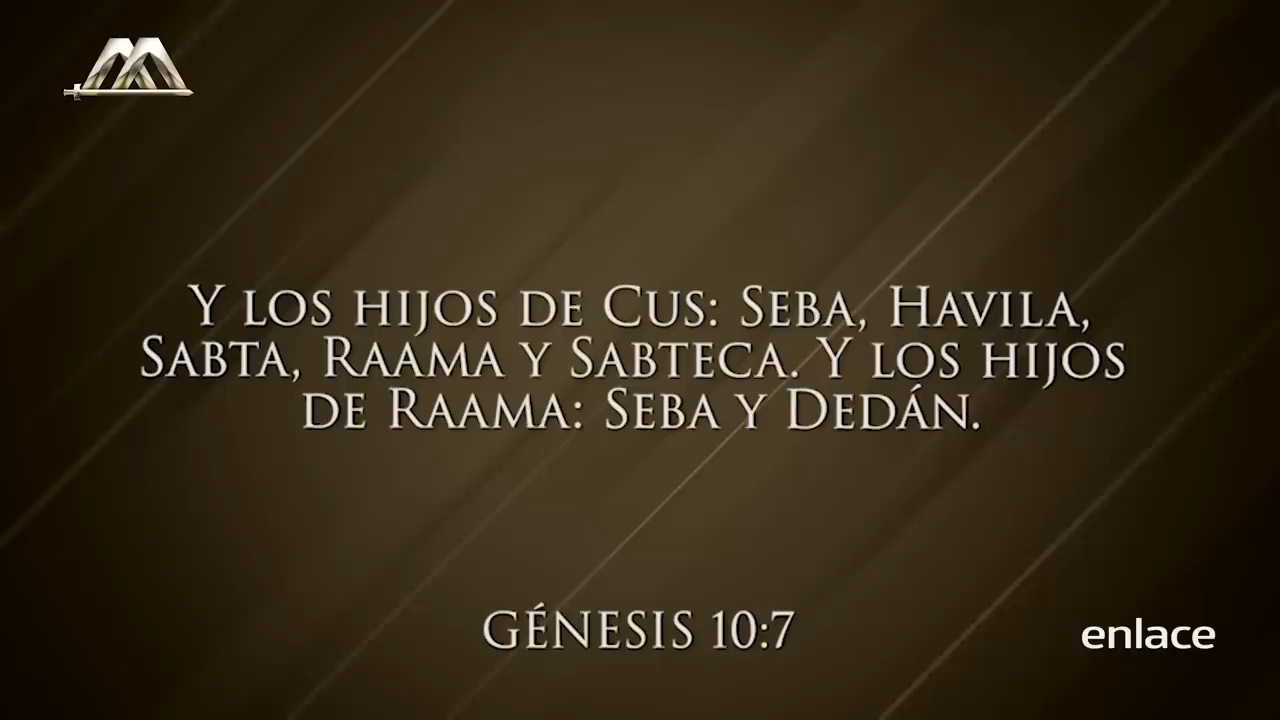 Y los hijos de Cus: Seba, Havila,
Sabta, Raama y Sabteca. Y los hijos
de Raama: Seba y Dedán.
GÉNESIS 10:7
enlace